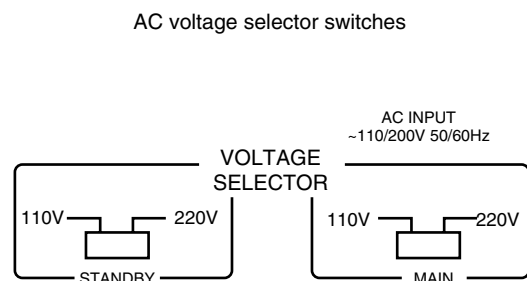 AC voltage selector switches
AC INPUT
~110/200V 50/60Hz
VOLTAGE
SELECTOR
110V 220V 110V 220V
STANDBY MAIN